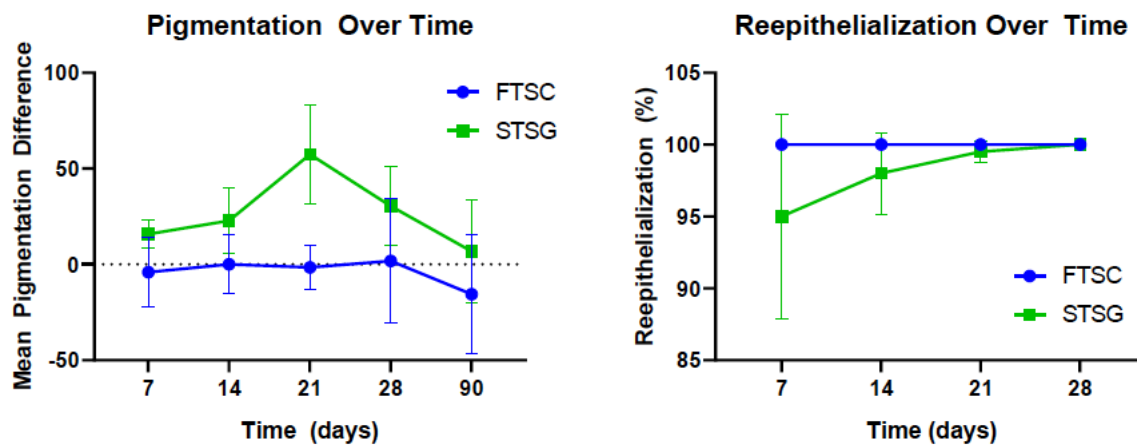 Pigmentation Over Time
Mean Pigmentation Difference
100
50
0
-50
FTSC
STSG
7 14 21 28 90
Time (days)
Reepithelialization Over Time
Reepithelialization (%)
105
100
95
90
85
FTSC
STSG
7 14 21 28
Time (days)